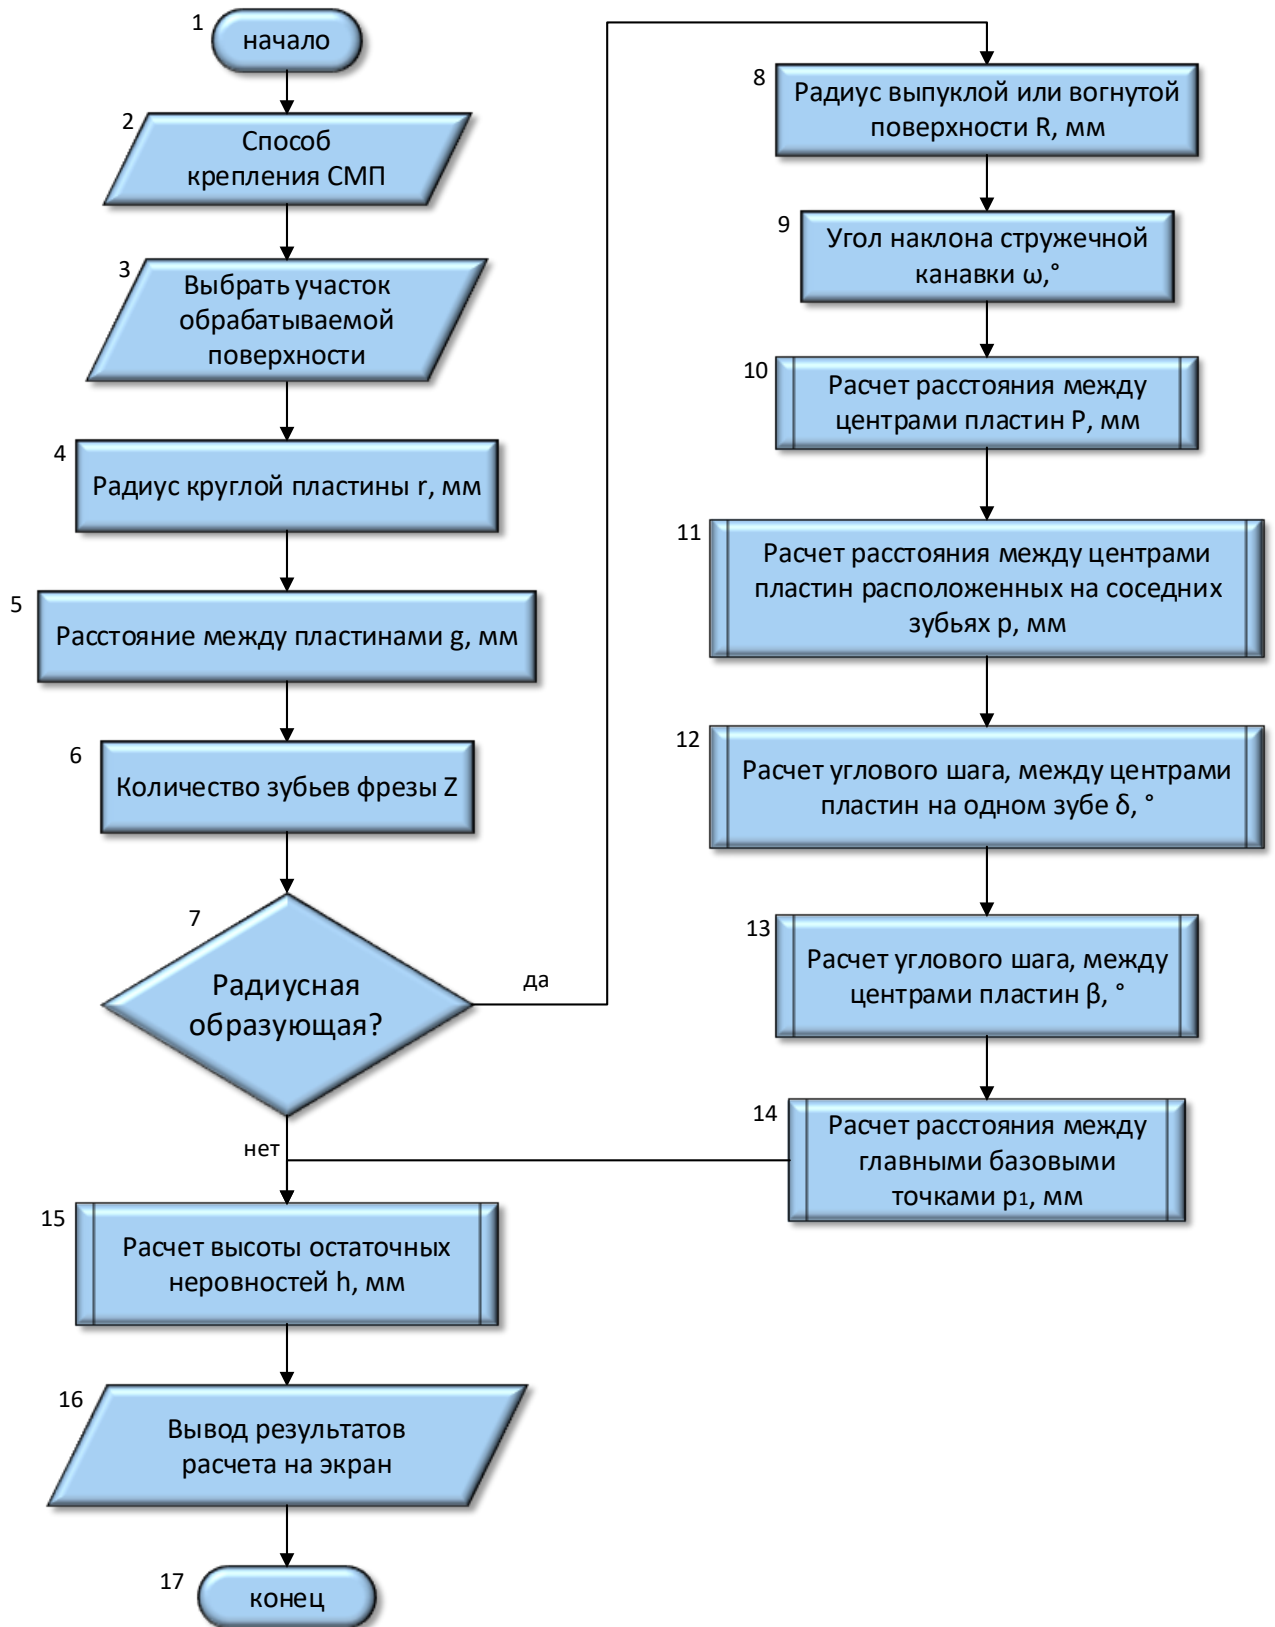 1
начало
2
Способ
крепления СМП
3
Выбрать участок
обрабатываемой
поверхности
4
Радиус круглой пластины r, мм
5
Расстояние между пластинами g, мм
6
Количество зубьев фрезы Z
7
Радиусная
образующая?
да
нет
8
Радиус выпуклой или вогнутой
поверхности R, мм
9
Угол наклона стружечной
канавки ω,°
10
Расчет расстояния между
центрами пластин P, мм
11
Расчет расстояния между центрами
пластин расположенных на соседних
зубьях p, мм
12
Расчет углового шага, между центрами
пластин на одном зубе δ, °
13
Расчет углового шага, между
центрами пластин β, °
14
Расчет расстояния между
главными базовыми
точками p1, мм
15
Расчет высоты остаточных
неровностей h, мм
16
Вывод результатов
расчета на экран
17
конец